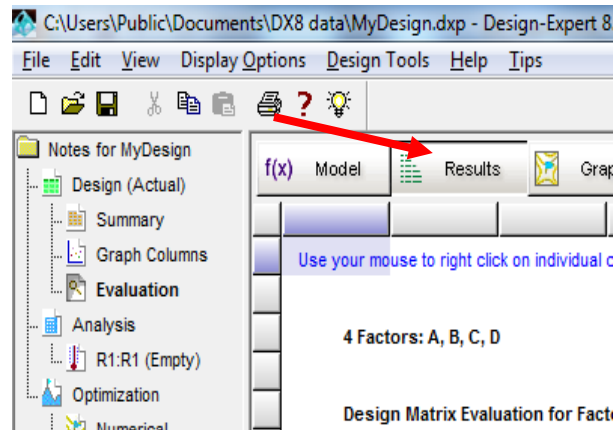 C:\Users\Public\Documents\DX8 data\MyDesign.dxp - Design-Expert 8.
File Edit View Display Options Design Tools Help Tips
Notes for MyDesign
Design (Actual)
Summary
Graph Columns
Evaluation
Analysis
R1:R1 (Empty)
Optimization
Numerical
f(x) Model Results Grap
Use your mouse to right click on individual c
4 Factors: A, B, C, D
Design Matrix Evaluation for Facto